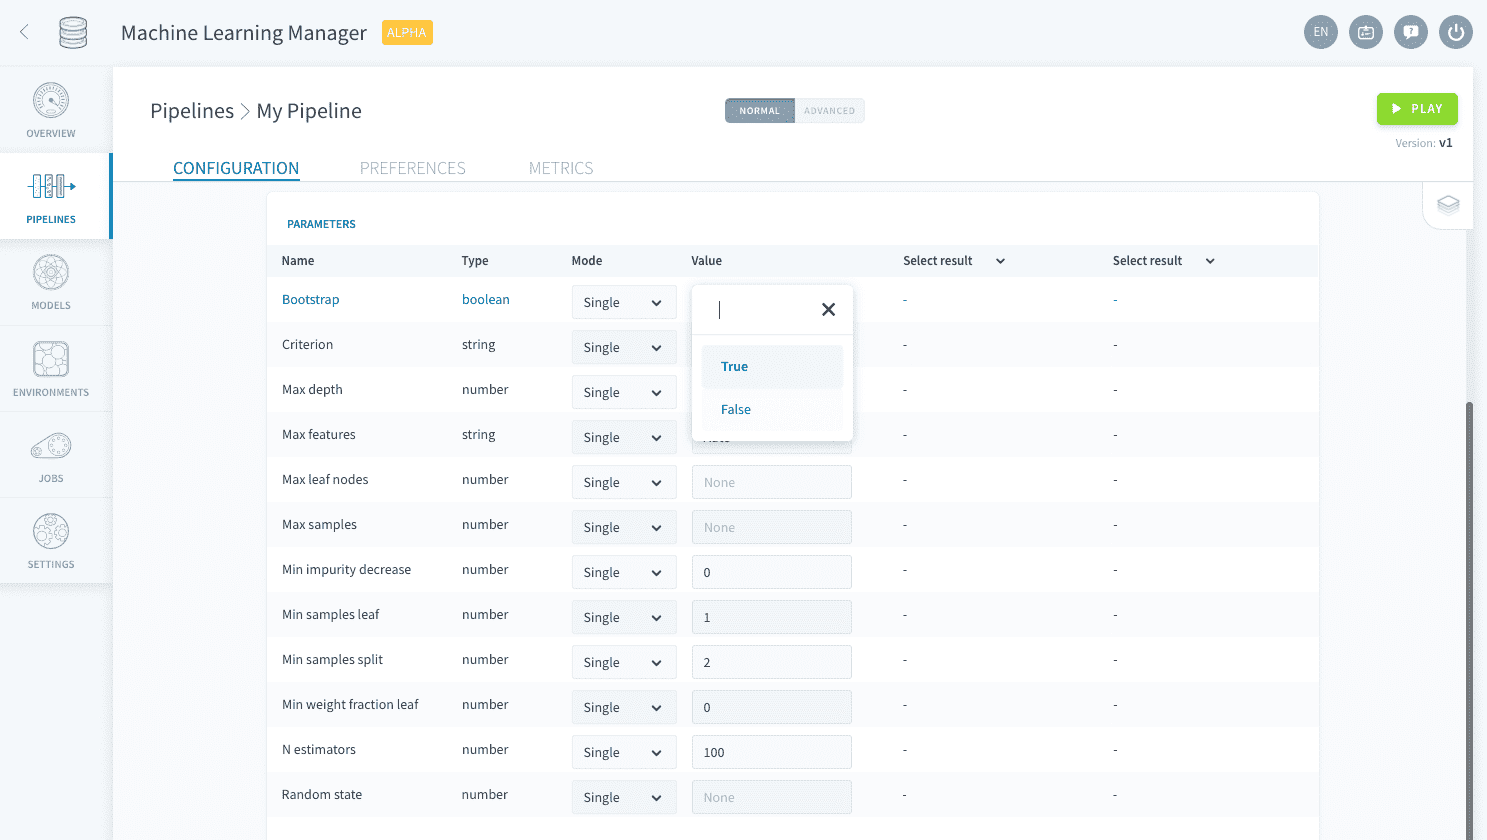 Machine Learning Manager ALPHA EN
OVERVIEW
PIPELINES
MODELS
ENVIRONMENTS
JOBS
SETTINGS
Pipelines > My Pipeline
NORMAL ADVANCED
PLAY
Version: v1
CONFIGURATION PREFERENCES METRICS
PARAMETERS
Name Type Mode Value Select result Select result
Bootstrap boolean Single - -
True
False
Criterion string Single - -
Max depth number Single - -
Max features string Single - -
Max leaf nodes number Single None - -
Max samples number Single None - -
Min impurity decrease number Single 0 - -
Min samples leaf number Single 1 - -
Min samples split number Single 2 - -
Min weight fraction leaf number Single 0 - -
N estimators number Single 100 - -
Random state number Single None - -